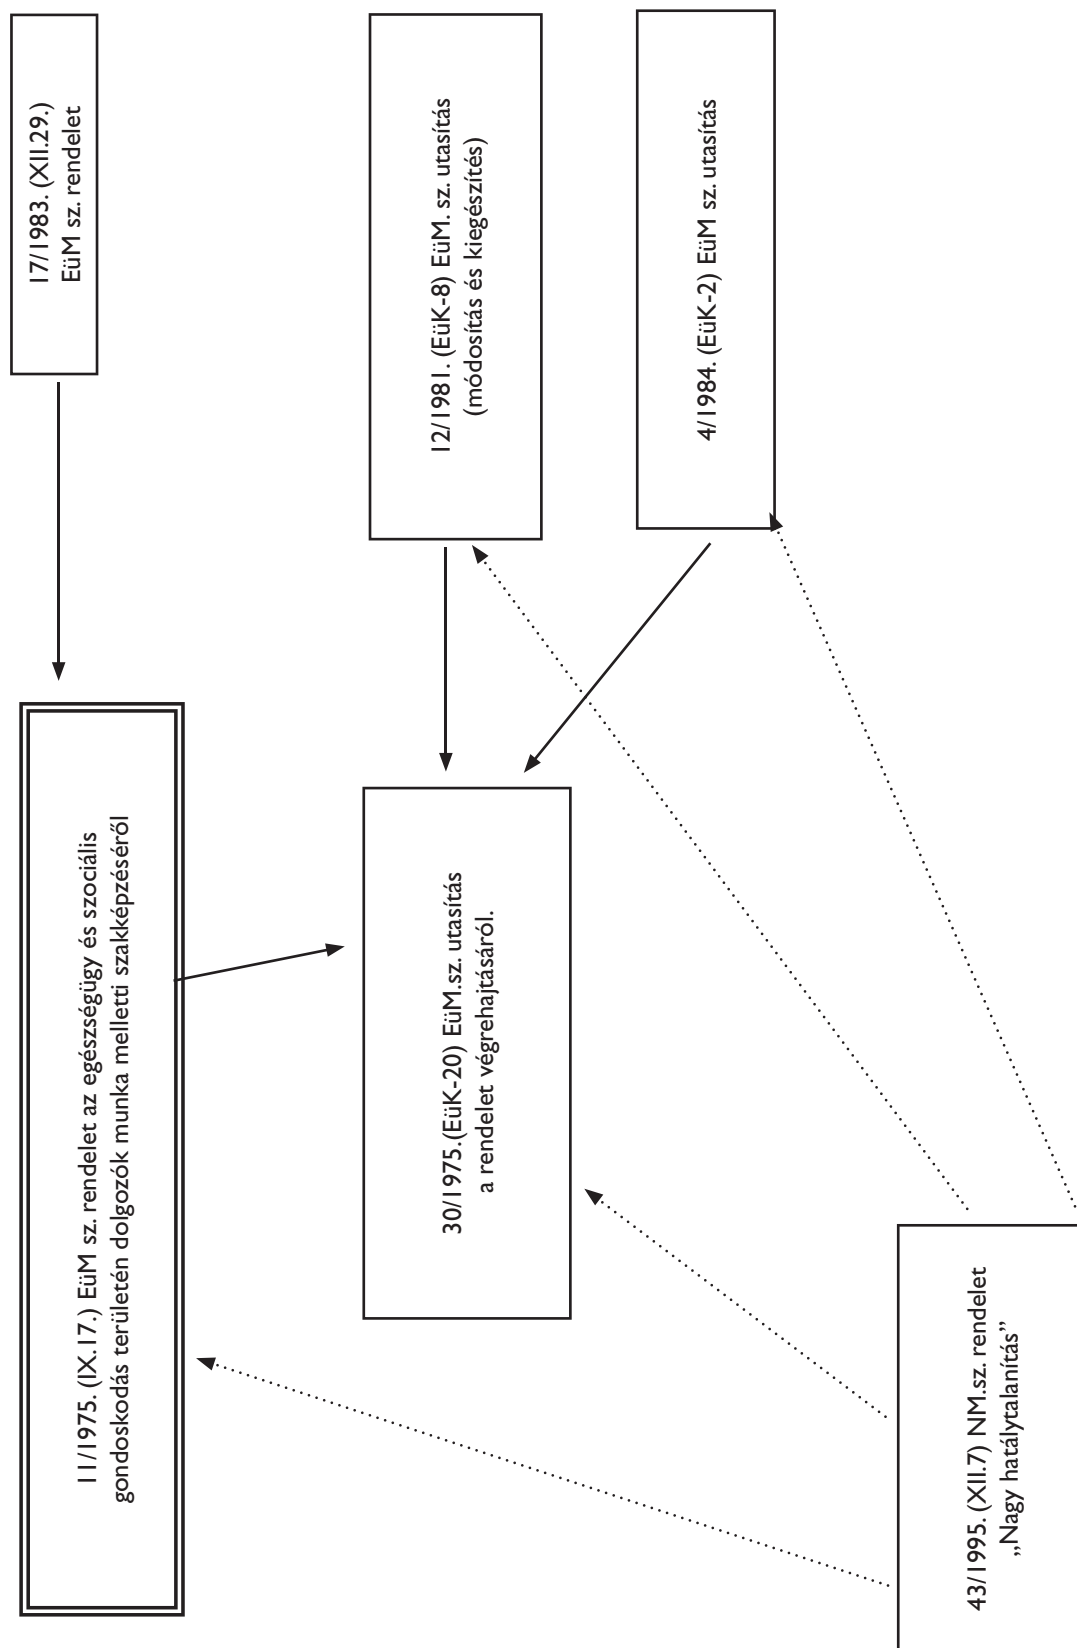 11/1975. (IX.17.) EüM sz. rendelet az egészségügy és szociális
gondoskodás területén dolgozók munka melletti szakképzéséről
17/1983. (XII.29.)
EüM sz. rendelet
30/1975.(EüK-20) EüM.sz. utasítás
a rendelet végrehajtásáról.
12/1981. (EüK-8) EüM. sz. utasítás
(módosítás és kiegészítés)
4/1984. (EüK-2) EüM sz. utasítás
43/1995. (XII.7) NM.sz. rendelet
„Nagy hatálytalanítás”